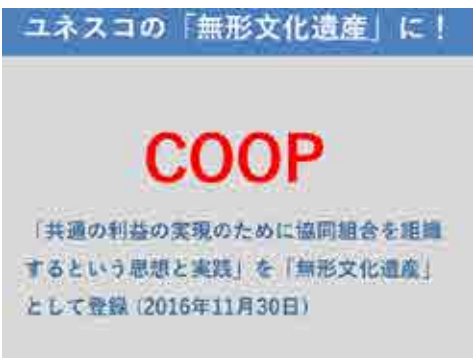 ユネスコの「無形文化遺産」に！
COOP
「共通の利益の実現のために協同組合を組織
するという思想と実践」を「無形文化遺産」
として登録（2016年11月30日）